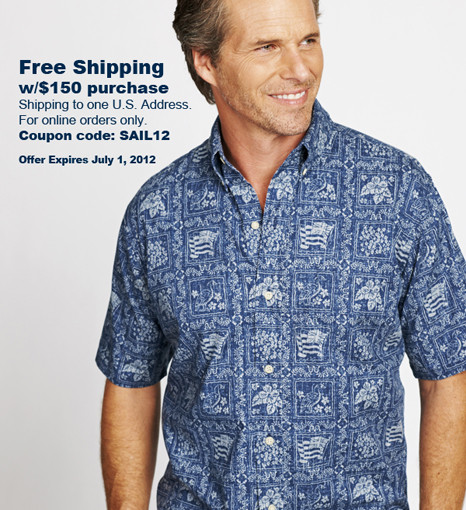 Free Shipping
w/$150 purchase
Shipping to one U.S. Address.
For online orders only.
Coupon code: SAIL12
Offer Expires July 1, 2012